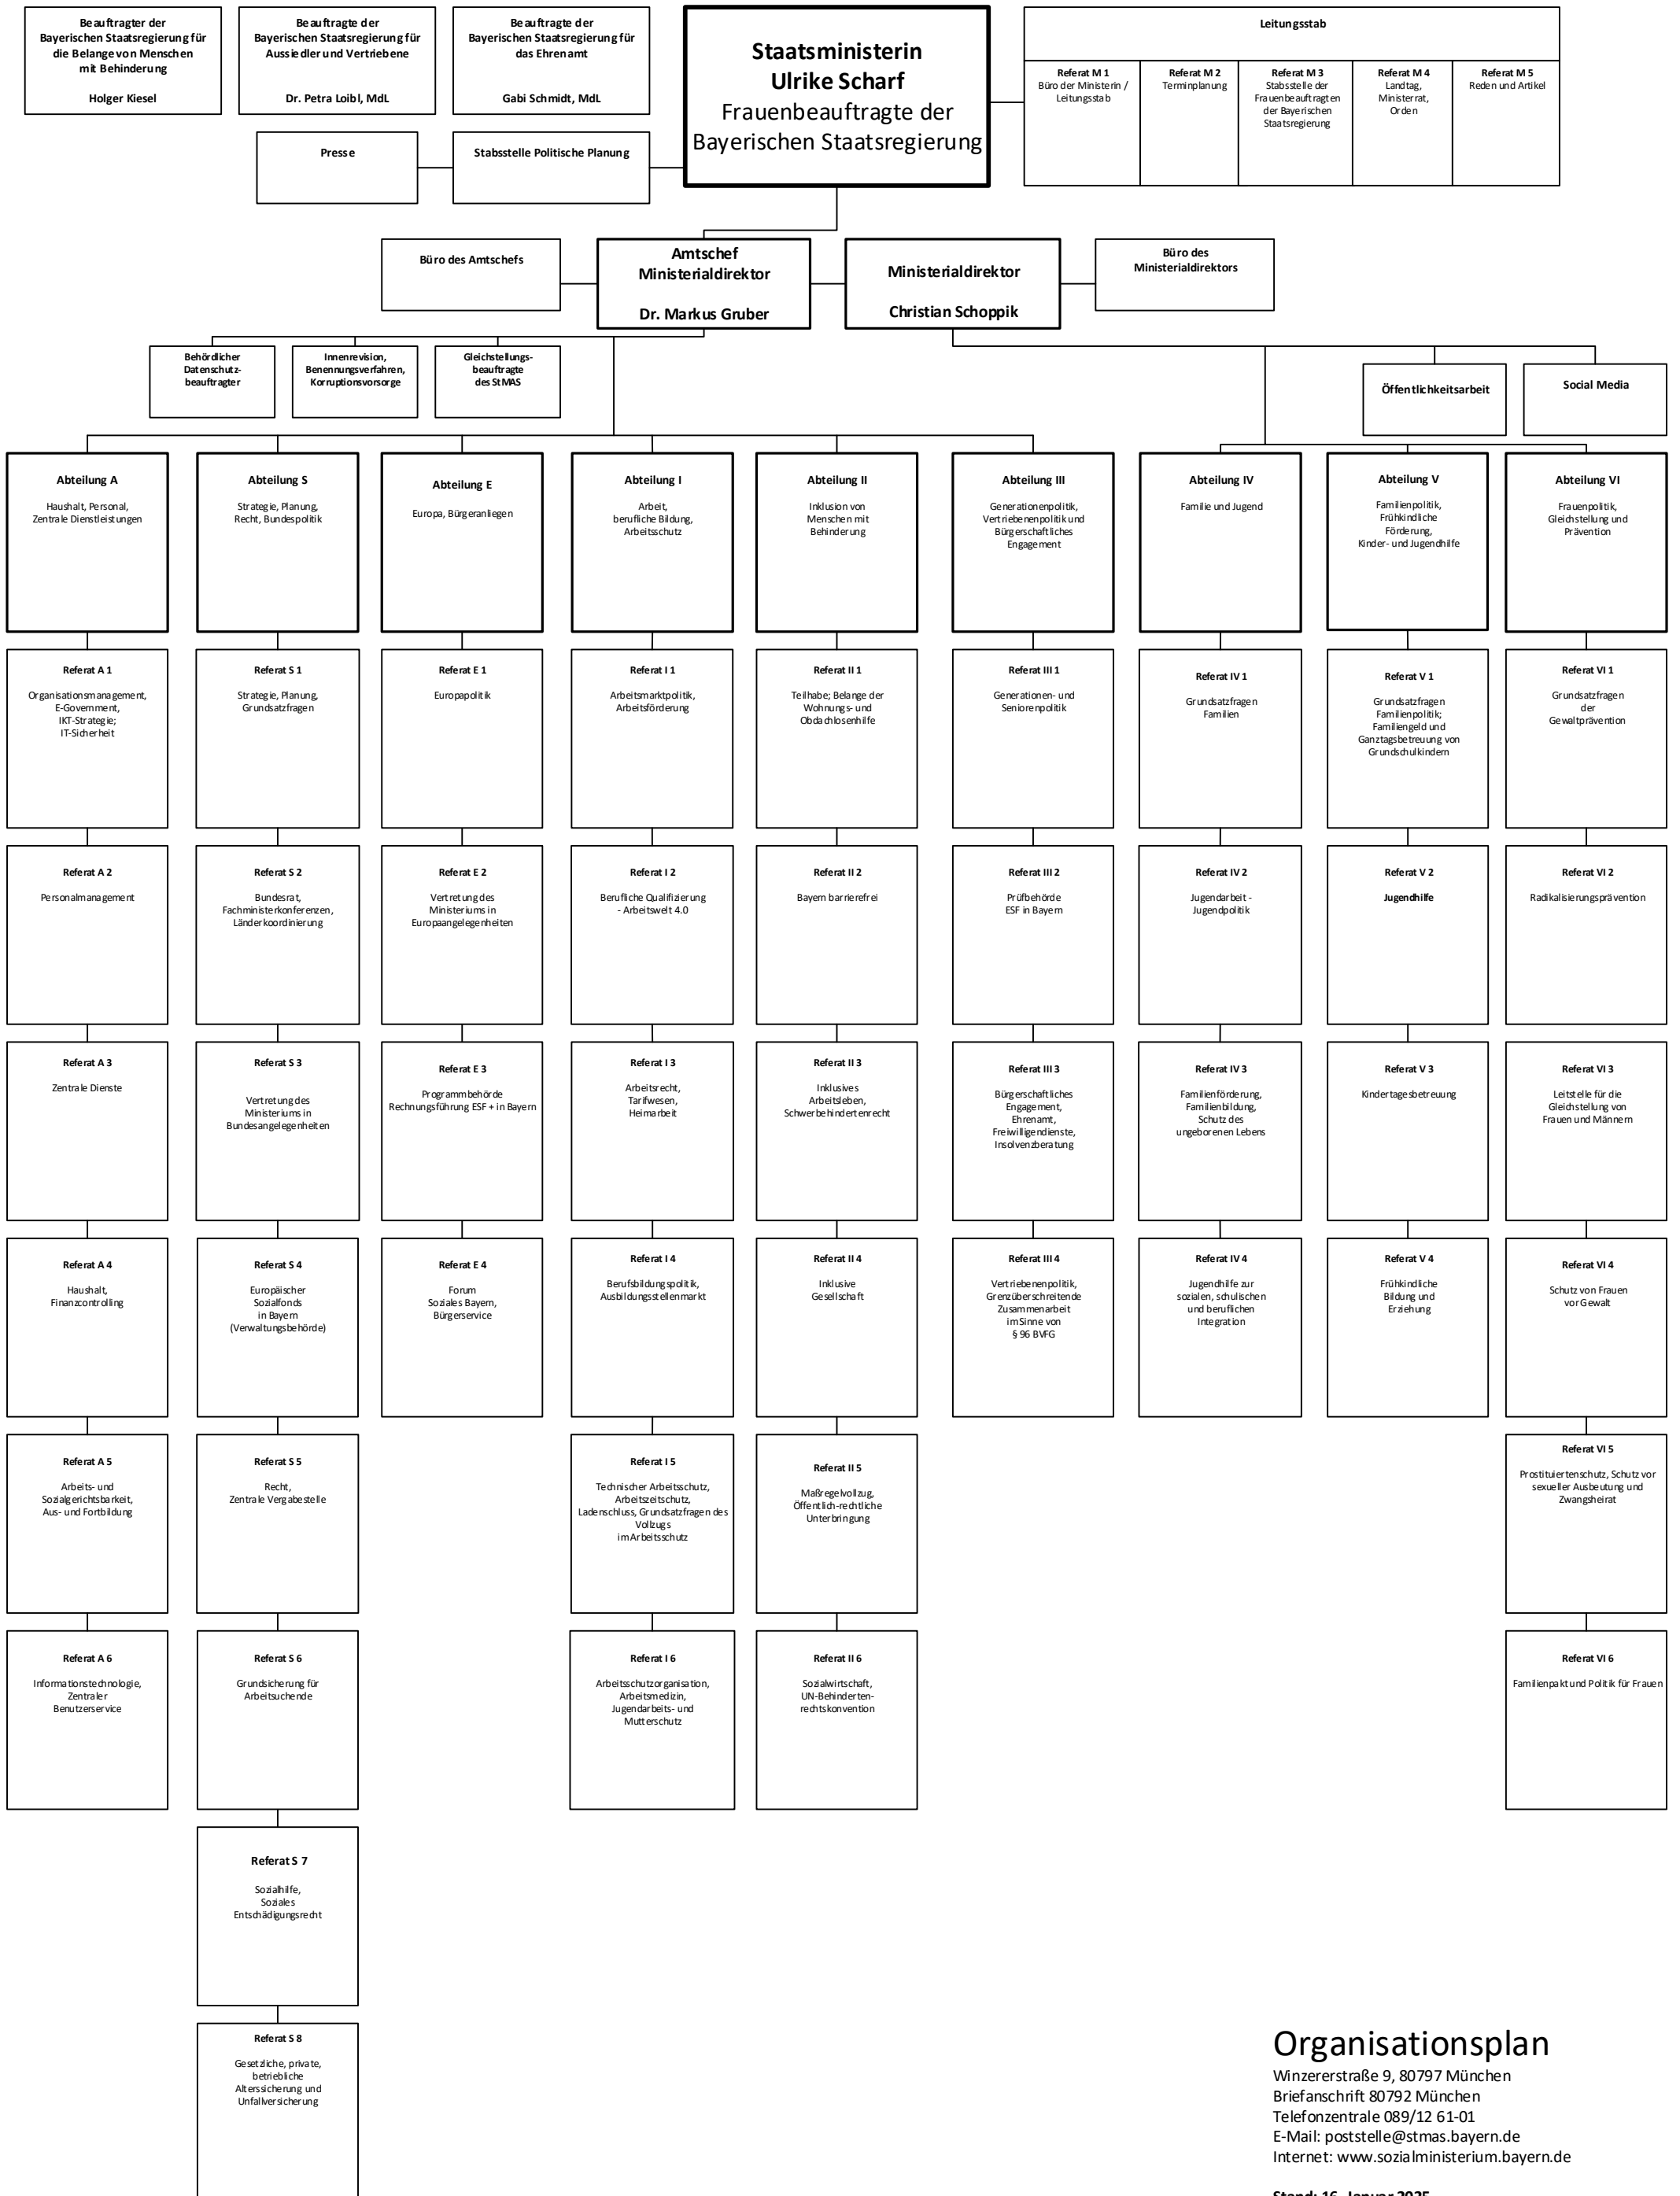 Beauftragter der
Bayerischen Staatsregierung für
die Belange von Menschen
mit Behinderung
Holger Kiesel
Beauftragte der
Bayerischen Staatsregierung für
Aussiedler und Vertriebene
Dr. Petra Loibl, MdL
Beauftragte der
Bayerischen Staatsregierung für
das Ehrenamt
Gabi Schmidt, MdL
Staatsministerin
Ulrike Scharf
Frauenbeauftragte der
Bayerischen Staatsregierung
Leitungsstab
Referat M 1
Büro der Ministerin /
Leitungsstab
Referat M 2
Terminplanung
Referat M 3
Stabsstelle der
Frauenbeauftragten
der Bayerischen
Staatsregierung
Referat M 4
Landtag,
Ministerrat,
Orden
Referat M 5
Reden und Artikel
Presse
Stabsstelle Politische Planung
Büro des Amtschefs
Amtschef
Ministerialdirektor
Dr. Markus Gruber
Ministerialdirektor
Christian Schoppik
Büro des
Ministerialdirektors
Behördlicher
Datenschutz-
beauftragter
Innenrevision,
Benennungsverfahren,
Korruptionsvorsorge
Gleichstellungs-
beauftragte
des StMAS
Öffentlichkeitsarbeit
Social Media
Abteilung A
Haushalt, Personal,
Zentrale Dienstleistungen
Abteilung S
Strategie, Planung,
Recht, Bundespolitik
Abteilung E
Europa, Bürgeranliegen
Abteilung I
Arbeit,
berufliche Bildung,
Arbeitsschutz
Abteilung II
Inklusion von
Menschen mit
Behinderung
Abteilung III
Generationenpolitik,
Vertriebenenpolitik und
Bürgerschaftliches
Engagement
Abteilung IV
Familie und Jugend
Abteilung V
Familienpolitik,
Frühkindliche
Förderung,
Kinder- und Jugendhilfe
Abteilung VI
Frauenpolitik,
Gleichstellung und
Prävention
Referat A 1
Organisationsmanagement,
E-Government,
IKT-Strategie;
IT-Sicherheit
Referat S 1
Strategie, Planung,
Grundsatzfragen
Referat E 1
Europapolitik
Referat I 1
Arbeitsmarktpolitik,
Arbeitsförderung
Referat II 1
Teilhabe; Belange der
Wohnungs- und
Obdachlosenhilfe
Referat III 1
Generationen- und
Seniorenpolitik
Referat IV 1
Grundsatzfragen
Familien
Referat V 1
Grundsatzfragen
Familienpolitik;
Familiengeld und
Ganztagsbetreuung von
Grundschulkindern
Referat VI 1
Grundsatzfragen
der
Gewaltprävention
Referat A 2
Personalmanagement
Referat S 2
Bundesrat,
Fachministerkonferenzen,
Länderkoordinierung
Referat E 2
Vertretung des
Ministeriums in
Europaangelegenheiten
Referat I 2
Berufliche Qualifizierung
- Arbeitswelt 4.0
Referat II 2
Bayern barrierefrei
Referat III 2
Prüfbehörde
ESF in Bayern
Referat IV 2
Jugendarbeit -
Jugendpolitik
Referat V 2
Jugendhilfe
Referat VI 2
Radikalisierungsprävention
Referat A 3
Zentrale Dienste
Referat S 3
Vertretung des
Ministeriums in
Bundesangelegenheiten
Referat E 3
Programmbehörde
Rechnungsführung ESF + in Bayern
Referat I 3
Arbeitsrecht,
Tarifwesen,
Heimarbeit
Referat II 3
Inklusives
Arbeitsleben,
Schwerbehindertenrecht
Referat III 3
Bürgerschaftliches
Engagement,
Ehrenamt,
Freiwilligendienste,
Insolvenzberatung
Referat IV 3
Familienförderung,
Familienbildung,
Schutz des
ungeborenen Lebens
Referat V 3
Kindertagesbetreuung
Referat VI 3
Leitstelle für die
Gleichstellung von
Frauen und Männern
Referat A 4
Haushalt,
Finanzcontrolling
Referat S 4
Europäischer
Sozialfonds
in Bayern
(Verwaltungsbehörde)
Referat E 4
Forum
Soziales Bayern,
Bürgerservice
Referat I 4
Berufsbildungspolitik,
Ausbildungsstellenmarkt
Referat II 4
Inklusive
Gesellschaft
Referat III 4
Vertriebenenpolitik,
Grenzüberschreitende
Zusammenarbeit
im Sinne von
§ 96 BVFG
Referat IV 4
Jugendhilfe zur
sozialen, schulischen
und beruflichen
Integration
Referat V 4
Frühkindliche
Bildung und
Erziehung
Referat VI 4
Schutz von Frauen
vor Gewalt
Referat A 5
Arbeits- und
Sozialgerichtsbarkeit,
Aus- und Fortbildung
Referat S 5
Recht,
Zentrale Vergabestelle
Referat I 5
Technischer Arbeitsschutz,
Arbeitszeitschutz,
Ladenschluss, Grundsatzfragen des
Vollzugs
im Arbeitsschutz
Referat II 5
Maßregelvollzug,
Öffentlich-rechtliche
Unterbringung
Referat VI 5
Prostituiertenschutz, Schutz vor
sexueller Ausbeutung und
Zwangsheirat
Referat A 6
Informationstechnologie,
Zentraler
Benutzerservice
Referat S 6
Grundsicherung für
Arbeitsuchende
Referat I 6
Arbeitsschutzorganisation,
Arbeitsmedizin,
Jugendarbeits- und
Mutterschutz
Referat II 6
Sozialwirtschaft,
UN-Behinderten-
rechtskonvention
Referat VI 6
Familienpakt und Politik für Frauen
Referat S 7
Sozialhilfe,
Soziales
Entschädigungsrecht
Referat S 8
Gesetzliche, private,
betriebliche
Alterssicherung und
Unfallversicherung
Organisationsplan
Winzererstraße 9, 80797 München
Briefanschrift 80792 München
Telefonzentrale 089/12 61-01
E-Mail: poststelle@stmas.bayern.de
Internet: www.sozialministerium.bayern.de
Stand: 16. Januar 2025